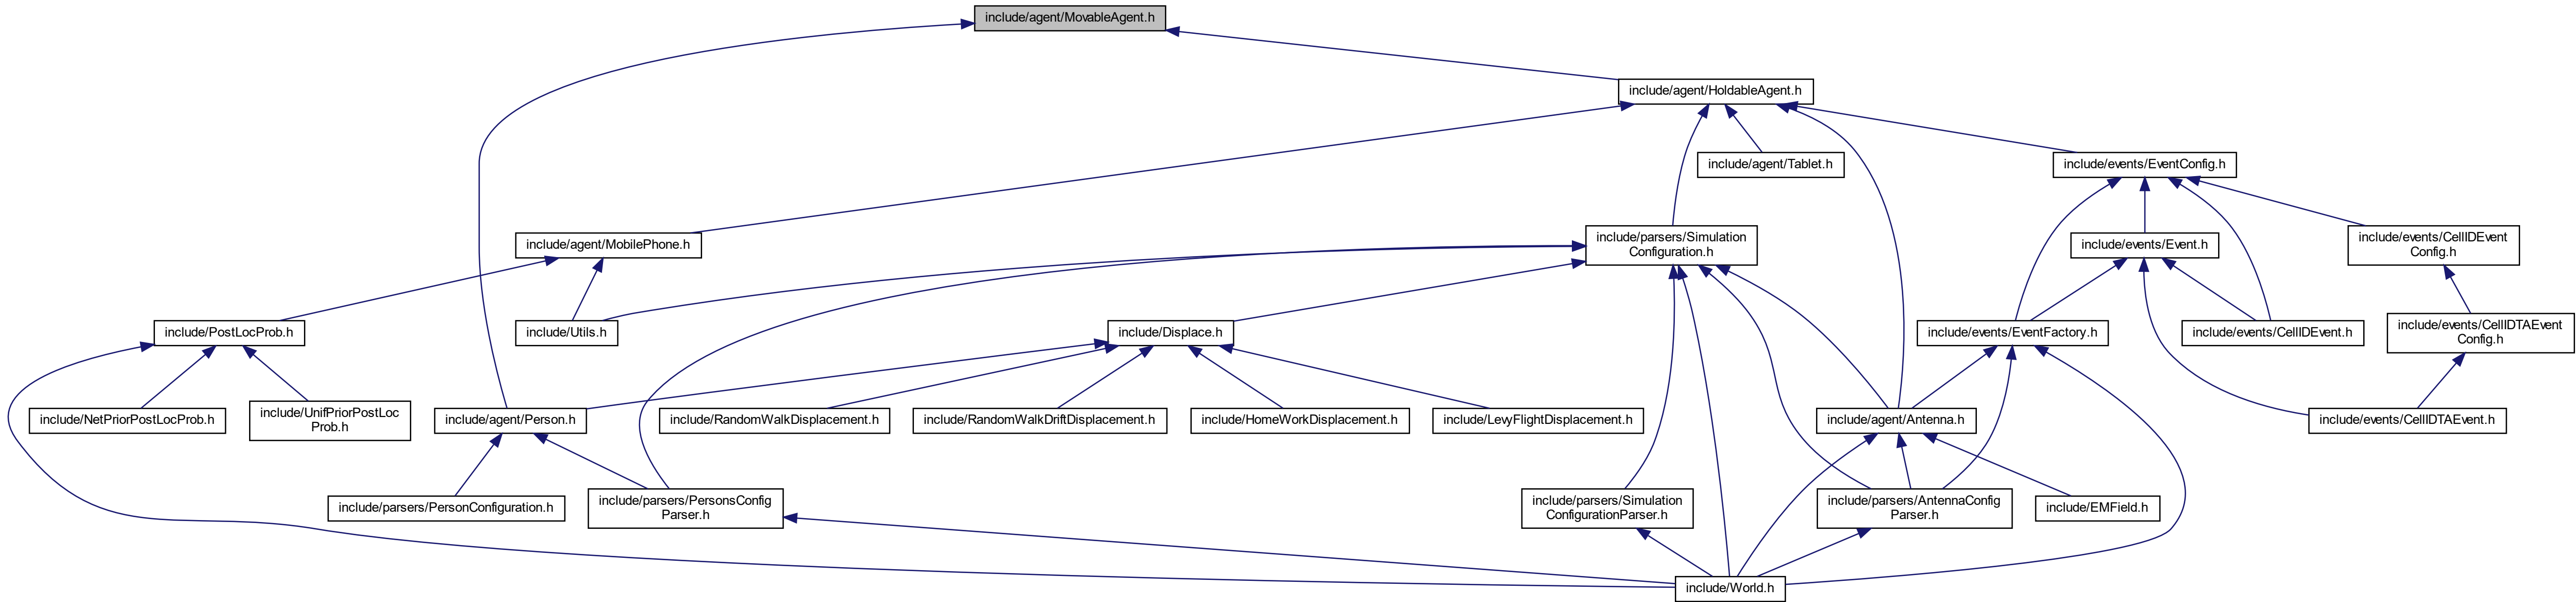 include/agent/MovableAgent.h
include/agent/HoldableAgent.h
include/agent/Tablet.h
include/events/EventConfig.h
include/agent/MobilePhone.h
include/parsers/Simulation
Configuration.h
include/events/Event.h
include/events/CellIDEvent
Config.h
include/PostLocProb.h
include/Utils.h
include/Displace.h
include/events/EventFactory.h
include/events/CellIDEvent.h
include/events/CellIDTAEvent
Config.h
include/NetPriorPostLocProb.h
include/UnifPriorPostLoc
Prob.h
include/agent/Person.h
include/RandomWalkDisplacement.h
include/RandomWalkDriftDisplacement.h
include/HomeWorkDisplacement.h
include/LevyFlightDisplacement.h
include/agent/Antenna.h
include/events/CellIDTAEvent.h
include/parsers/PersonConfiguration.h
include/parsers/PersonsConfig
Parser.h
include/parsers/Simulation
ConfigurationParser.h
include/parsers/AntennaConfig
Parser.h
include/EMField.h
include/World.h